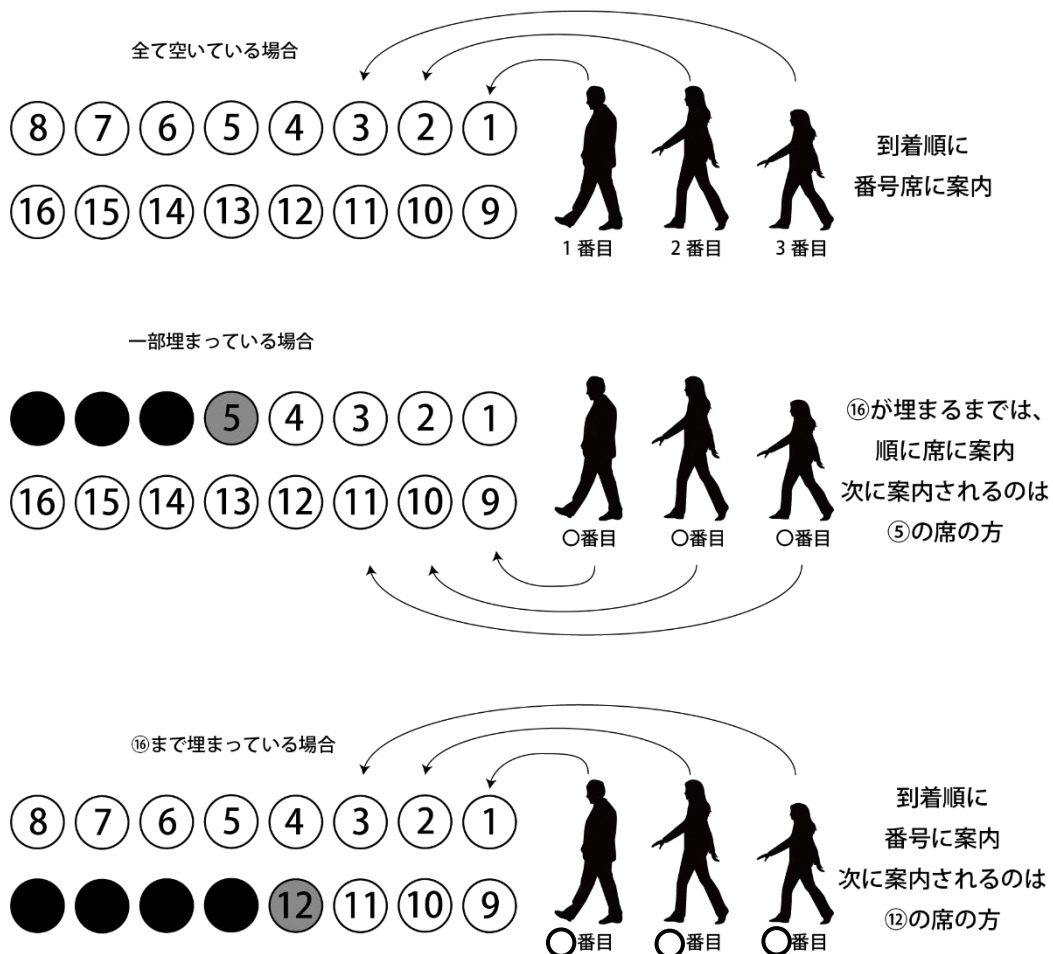 全て空いている場合
8 7 6 5 4 3 2 1
16 15 14 13 12 11 10 9
1番目 2番目 3番目
到着順に
番号席に案内
一部埋まっている場合
5 4 3 2 1
16 15 14 13 12 11 10 9
〇番目 〇番目 〇番目
⑯が埋まるまでは、
順に席に案内
次に案内されるのは
⑤の席の方
⑯まで埋まっている場合
8 7 6 5 4 3 2 1
12 11 10 9
〇番目 〇番目 〇番目
到着順に
番号に案内
次に案内されるのは
⑫の席の方